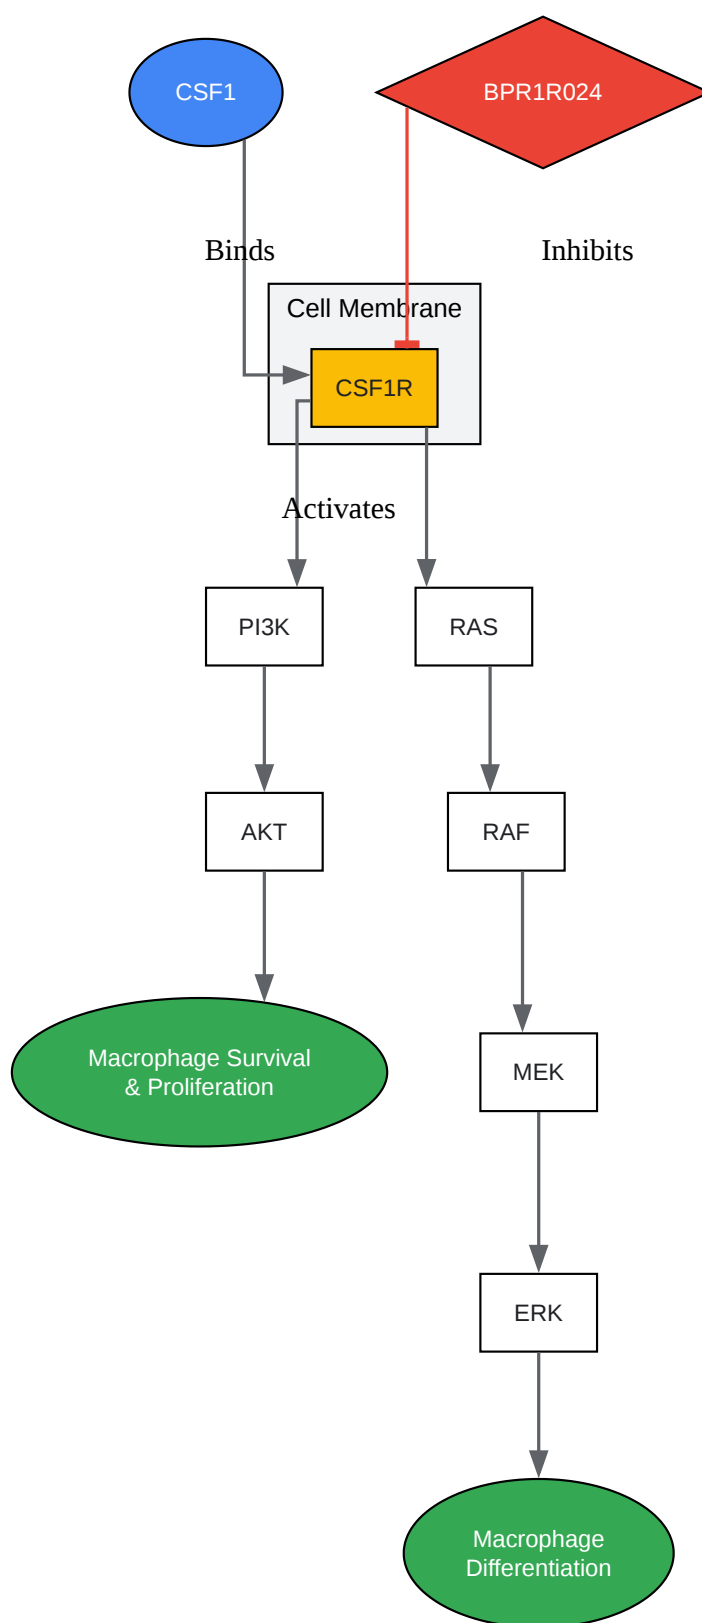 CSF1
BPR1R024
Binds
Inhibits
Cell Membrane
CSF1R
Activates
PI3K
RAS
AKT
RAF
Macrophage Survival
& Proliferation
MEK
ERK
Macrophage
Differentiation